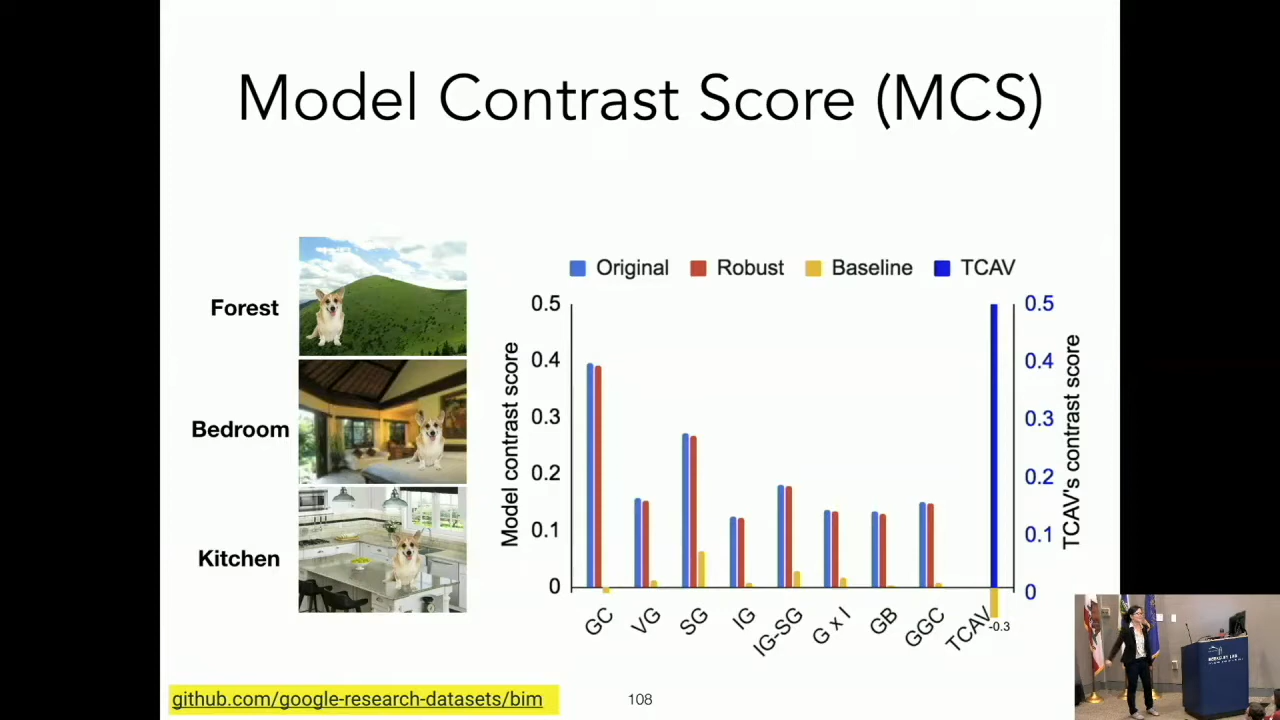 Model Contrast Score (MCS)
Forest
Bedroom
Kitchen
Original
Robust
Baseline
TCAV
Model contrast score
0.5
0.4
0.3
0.2
0.1
0
0.5
0.4
0.3
0.2
0.1
0
TCAV's contrast score
GC
VG
SG
IG
IG-SG
G x I
GB
GGC
TCAV
-0.3
github.com/google-research-datasets/bim
108
BERKELEY LAB